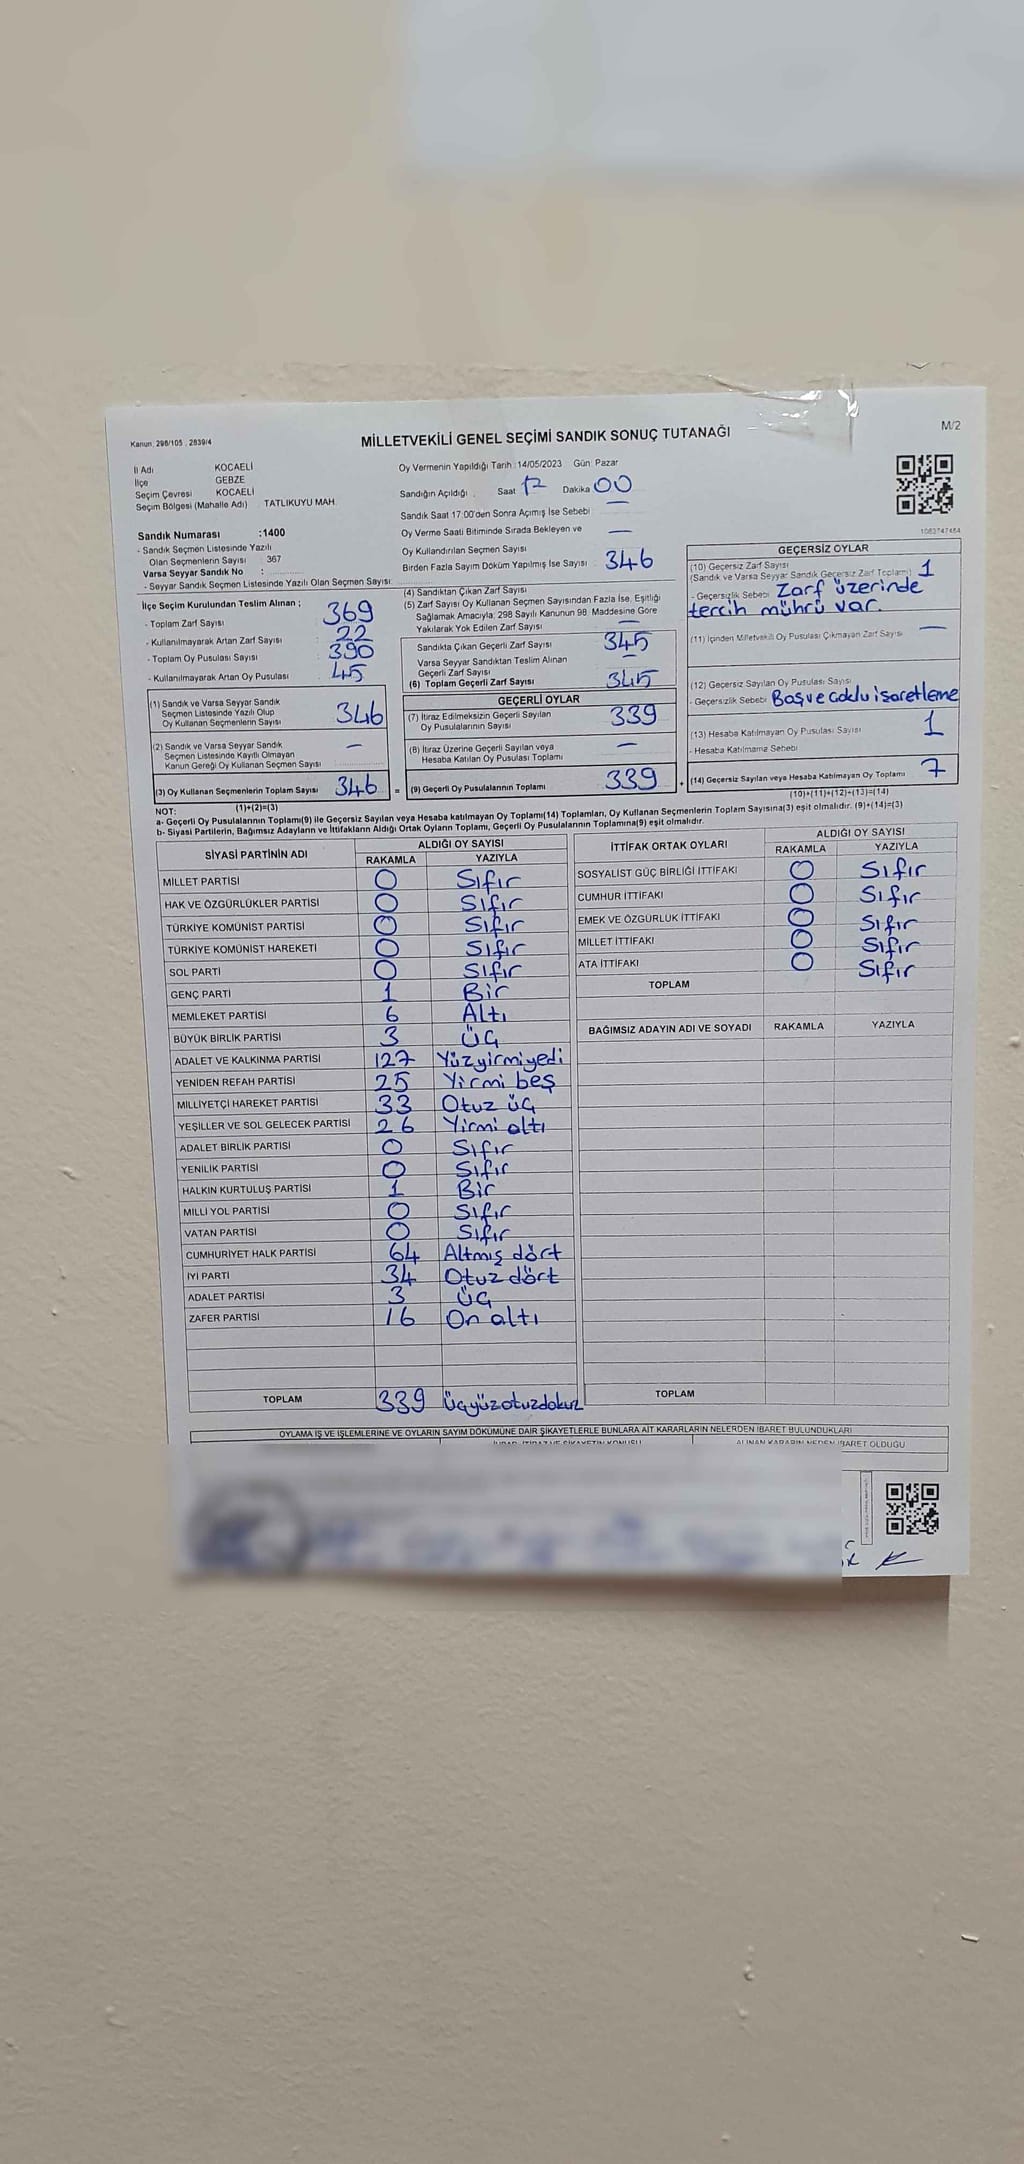 Kanun: 298/105 , 2839/4
MİLLETVEKİLİ GENEL SEÇİMİ SANDIK SONUÇ TUTANAĞI
M/2
İl Adı KOCAELİ
İlçe GEBZE
Seçim Çevresi KOCAELİ
Seçim Bölgesi (Mahalle Adı) TATLIKUYU MAH.
Oy Vermenin Yapıldığı Tarih: 14/05/2023 Gün: Pazar
Sandığın Açıldığı : Saat 17 Dakika 00
Sandık Saat 17:00'den Sonra Açımış İse Sebebi : —
Oy Verme Saati Bitiminde Sırada Bekleyen ve —
Oy Kullandırılan Seçmen Sayısı
Birden Fazla Sayım Döküm Yapılmış İse Sayısı : 346
1083747484
Sandık Numarası :1400
- Sandık Seçmen Listesinde Yazılı
Olan Seçmenlerin Sayısı : 367
Varsa Seyyar Sandık No :
- Seyyar Sandık Seçmen Listesinde Yazılı Olan Seçmen Sayısı:
İlçe Seçim Kurulundan Teslim Alınan ;
- Toplam Zarf Sayısı : 369
- Kullanılmayarak Artan Zarf Sayısı : 22
- Toplam Oy Pusulası Sayısı : 390
- Kullanılmayarak Artan Oy Pusulası : 45
(1) Sandık ve Varsa Seyyar Sandık
Seçmen Listesinde Yazılı Olup
Oy Kullanan Seçmenlerin Sayısı 346
(2) Sandık ve Varsa Seyyar Sandık
Seçmen Listesinde Kayıtlı Olmayan
Kanun Gereği Oy Kullanan Seçmen Sayısı —
(3) Oy Kullanan Seçmenlerin Toplam Sayısı 346 =
(1)+(2)=(3)
(4) Sandıktan Çıkan Zarf Sayısı
(5) Zarf Sayısı Oy Kullanan Seçmen Sayısından Fazla İse, Eşitliği
Sağlamak Amacıyla; 298 Sayılı Kanunun 98. Maddesine Göre
Yakılarak Yok Edilen Zarf Sayısı : —
Sandıkta Çıkan Geçerli Zarf Sayısı 345
Varsa Seyyar Sandıktan Teslim Alınan
Geçerli Zarf Sayısı —
(6) Toplam Geçerli Zarf Sayısı 345
GEÇERLİ OYLAR
(7) İtiraz Edilmeksizin Geçerli Sayılan
Oy Pusulalarının Sayısı 339
(8) İtiraz Üzerine Geçerli Sayılan veya
Hesaba Katılan Oy Pusulası Toplamı —
(9) Geçerli Oy Pusulalarının Toplamı 339 +
GEÇERSİZ OYLAR
(10) Geçersiz Zarf Sayısı
(Sandık ve Varsa Seyyar Sandık Geçersiz Zarf Toplamı) 1
- Geçersizlik Sebebi Zarf üzerinde
tercih mührü var.
(11) İçinden Milletvekili Oy Pusulası Çıkmayan Zarf Sayısı —
(12) Geçersiz Sayılan Oy Pusulası Sayısı
- Geçersizlik Sebebi Boş ve çoklu işaretleme
(13) Hesaba Katılmayan Oy Pusulası Sayısı 1
- Hesaba Katılmama Sebebi
(14) Geçersiz Sayılan veya Hesaba Katılmayan Oy Toplamı 7
(10)+(11)+(12)+(13)=(14)
NOT:
a- Geçerli Oy Pusulalarının Toplamı(9) ile Geçersiz Sayılan veya Hesaba katılmayan Oy Toplamı(14) Toplamları, Oy Kullanan Seçmenlerin Toplam Sayısına(3) eşit olmalıdır. (9)+(14)=(3)
b- Siyasi Partilerin, Bağımsız Adayların ve İttifakların Aldığı Ortak Oyların Toplamı, Geçerli Oy Pusulalarının Toplamına(9) eşit olmalıdır.
SİYASİ PARTİNİN ADI ALDIĞI OY SAYISI
RAKAMLA YAZIYLA
MİLLET PARTİSİ 0 Sıfır
HAK VE ÖZGÜRLÜKLER PARTİSİ 0 Sıfır
TÜRKİYE KOMÜNİST PARTİSİ 0 Sıfır
TÜRKİYE KOMÜNİST HAREKETİ 0 Sıfır
SOL PARTİ 0 Sıfır
GENÇ PARTİ 1 Bir
MEMLEKET PARTİSİ 6 Altı
BÜYÜK BİRLİK PARTİSİ 3 Üç
ADALET VE KALKINMA PARTİSİ 127 Yüzyirmiyedi
YENİDEN REFAH PARTİSİ 25 Yirmi beş
MİLLİYETÇİ HAREKET PARTİSİ 33 Otuz üç
YEŞİLLER VE SOL GELECEK PARTİSİ 26 Yirmi altı
ADALET BİRLİK PARTİSİ 0 Sıfır
YENİLİK PARTİSİ 0 Sıfır
HALKIN KURTULUŞ PARTİSİ 1 Bir
MİLLİ YOL PARTİSİ 0 Sıfır
VATAN PARTİSİ 0 Sıfır
CUMHURİYET HALK PARTİSİ 64 Altmış dört
İYİ PARTİ 34 Otuz dört
ADALET PARTİSİ 3 Üç
ZAFER PARTİSİ 16 On altı
TOPLAM 339 Üçyüzotuzdokuz
İTTİFAK ORTAK OYLARI ALDIĞI OY SAYISI
RAKAMLA YAZIYLA
SOSYALİST GÜÇ BİRLİĞİ İTTİFAKI 0 Sıfır
CUMHUR İTTİFAKI 0 Sıfır
EMEK VE ÖZGÜRLÜK İTTİFAKI 0 Sıfır
MİLLET İTTİFAKI 0 Sıfır
ATA İTTİFAKI 0 Sıfır
TOPLAM
BAĞIMSIZ ADAYIN ADI VE SOYADI RAKAMLA YAZIYLA
TOPLAM
OYLAMA İŞ VE İŞLEMLERİNE VE OYLARIN SAYIM DÖKÜMÜNE DAİR ŞİKAYETLERLE BUNLARA AİT KARARLARIN NELERDEN İBARET BULUNDUKLARI
ALINAN KARARIN NEDEN İBARET OLDUĞU